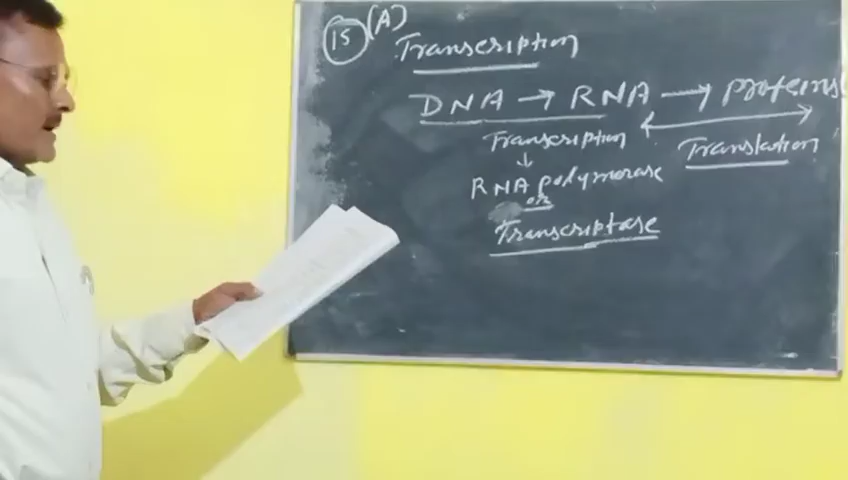 15 (A) Transcription
DNA → RNA → Proteins
Transcription Translation
↓
RNA polymerase
or
Transcriptase